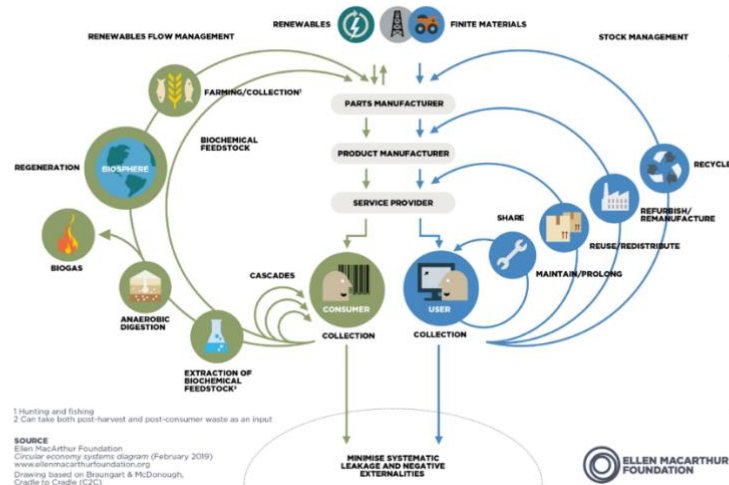 RENEWABLES
FINITE MATERIALS
RENEWABLES FLOW MANAGEMENT
STOCK MANAGEMENT
FARMING/COLLECTION¹
PARTS MANUFACTURER
BIOCHEMICAL
FEEDSTOCK
PRODUCT MANUFACTURER
REGENERATION
BIOSPHERE
RECYCLE
SERVICE PROVIDER
SHARE
REFURBISH/
REMANUFACTURE
REUSE/REDISTRIBUTE
BIOGAS
CASCADES
MAINTAIN/PROLONG
CONSUMER
USER
ANAEROBIC
DIGESTION
COLLECTION
COLLECTION
EXTRACTION OF
BIOCHEMICAL
FEEDSTOCK²
1 Hunting and fishing
2 Can take both post-harvest and post-consumer waste as an input
SOURCE
Ellen MacArthur Foundation
Circular economy systems diagram (February 2019)
www.ellenmacarthurfoundation.org
Drawing based on Braungart & McDonough,
Cradle to Cradle (C2C)
MINIMISE SYSTEMATIC
LEAKAGE AND NEGATIVE
EXTERNALITIES
ELLEN MACARTHUR
FOUNDATION